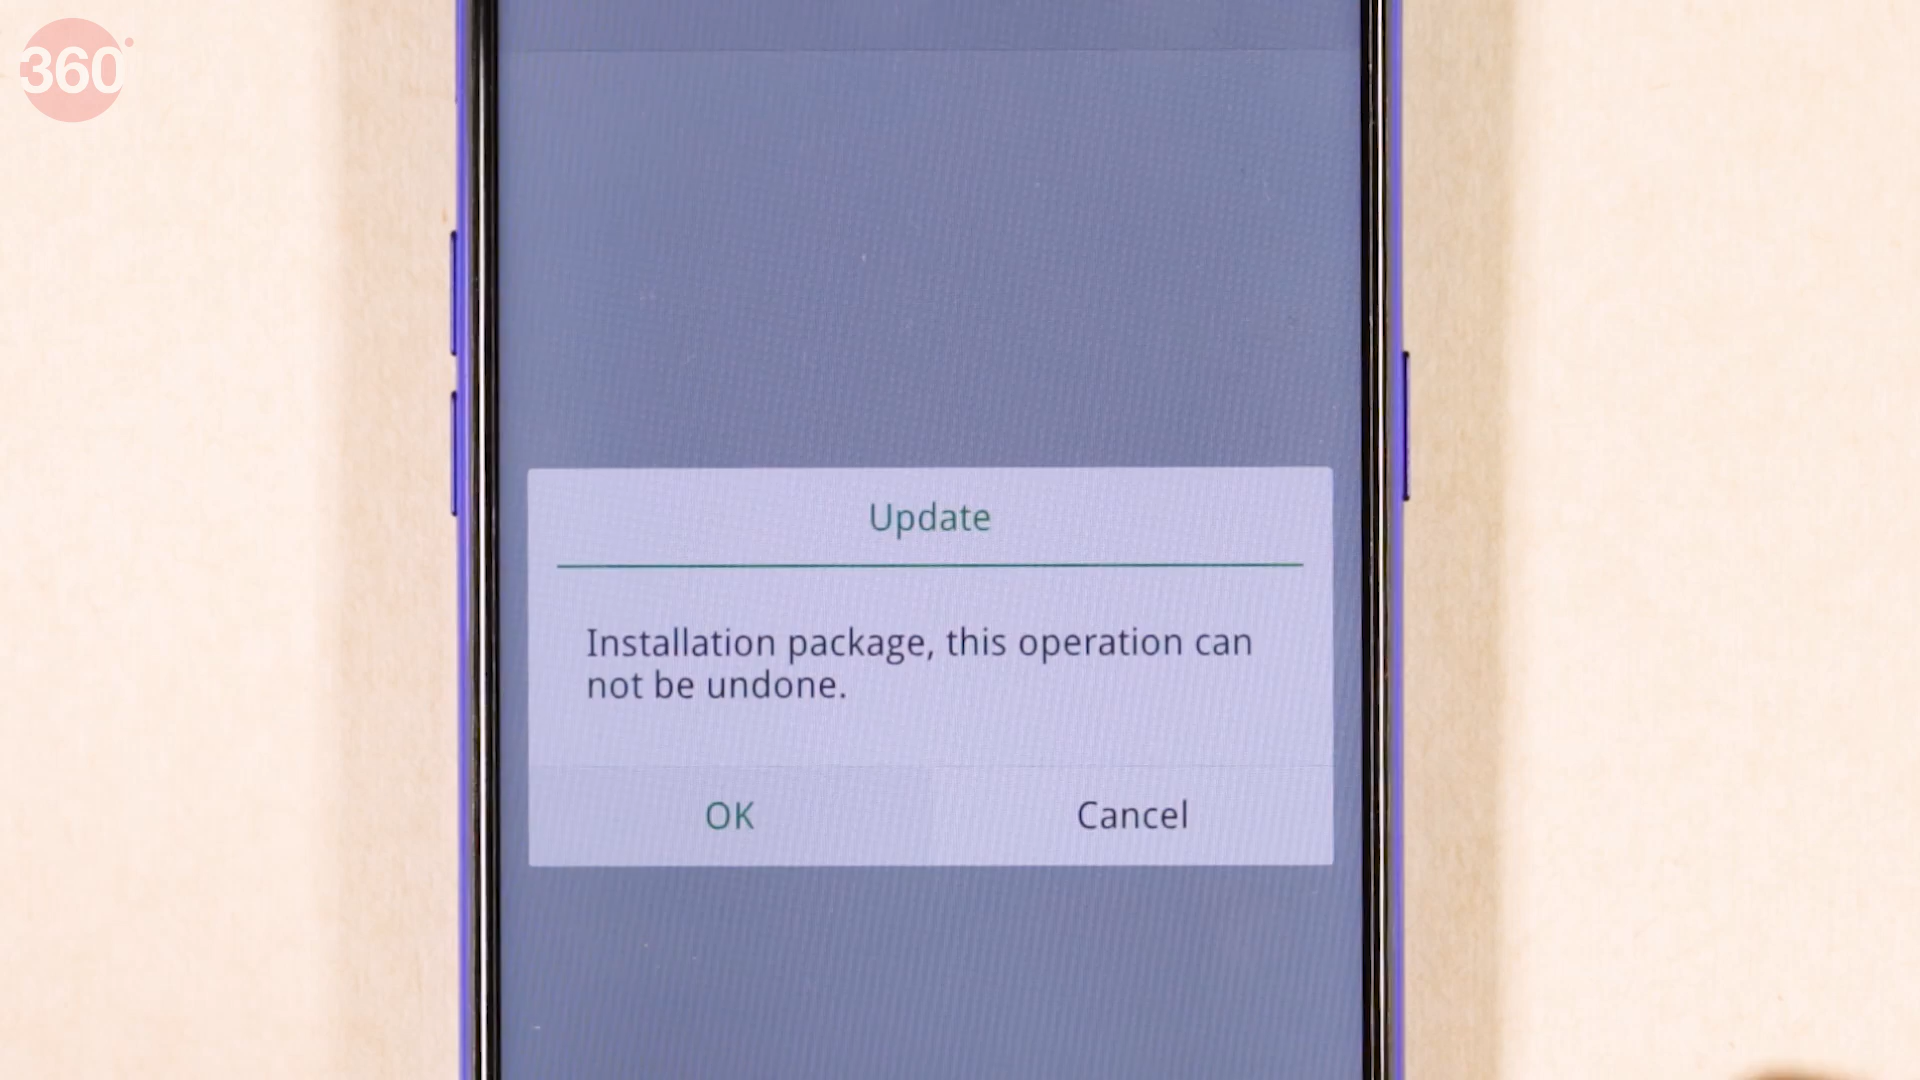 360
Update
Installation package, this operation can
not be undone.
OK
Cancel